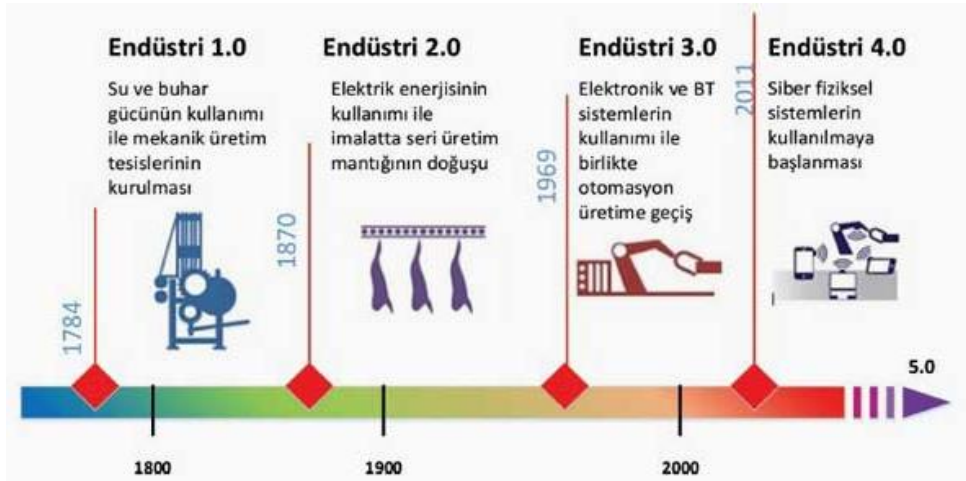 Endüstri 1.0
Su ve buhar
gücünün kullanımı
ile mekanik üretim
tesislerinin
kurulması
1784
Endüstri 2.0
Elektrik enerjisinin
kullanımı ile
imalatta seri üretim
mantığının doğuşu
1870
Endüstri 3.0
Elektronik ve BT
sistemlerin
kullanımı ile
birlikte
otomasyon
üretime geçiş
1969
Endüstri 4.0
Siber fiziksel
sistemlerin
kullanılmaya
başlanması
2011
5.0
1800
1900
2000